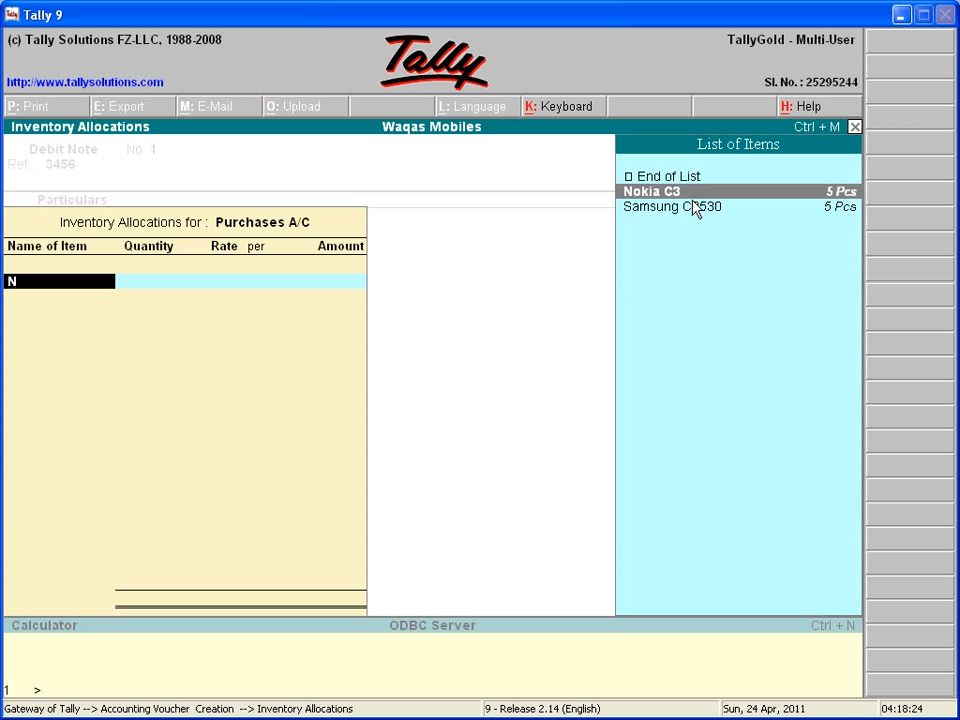 Tally 9
(c) Tally Solutions FZ-LLC, 1988-2008
Tally
TallyGold - Multi-User
http://www.tallysolutions.com
Sl. No. : 25295244
P: Print E: Export M: E-Mail O: Upload L: Language K: Keyboard H: Help
Inventory Allocations Waqas Mobiles Ctrl + M
Debit Note No. 1
Ref.: 3456
Particulars
List of Items
End of List
Nokia C3 5 Pcs
Samsung 5 Pcs
Inventory Allocations for : Purchases A/C
Name of Item Quantity Rate per Amount
N
Calculator ODBC Server Ctrl + N
1 >
Gateway of Tally --> Accounting Voucher Creation --> Inventory Allocations 9 - Release 2.14 (English) Sun, 24 Apr, 2011 04:18:24